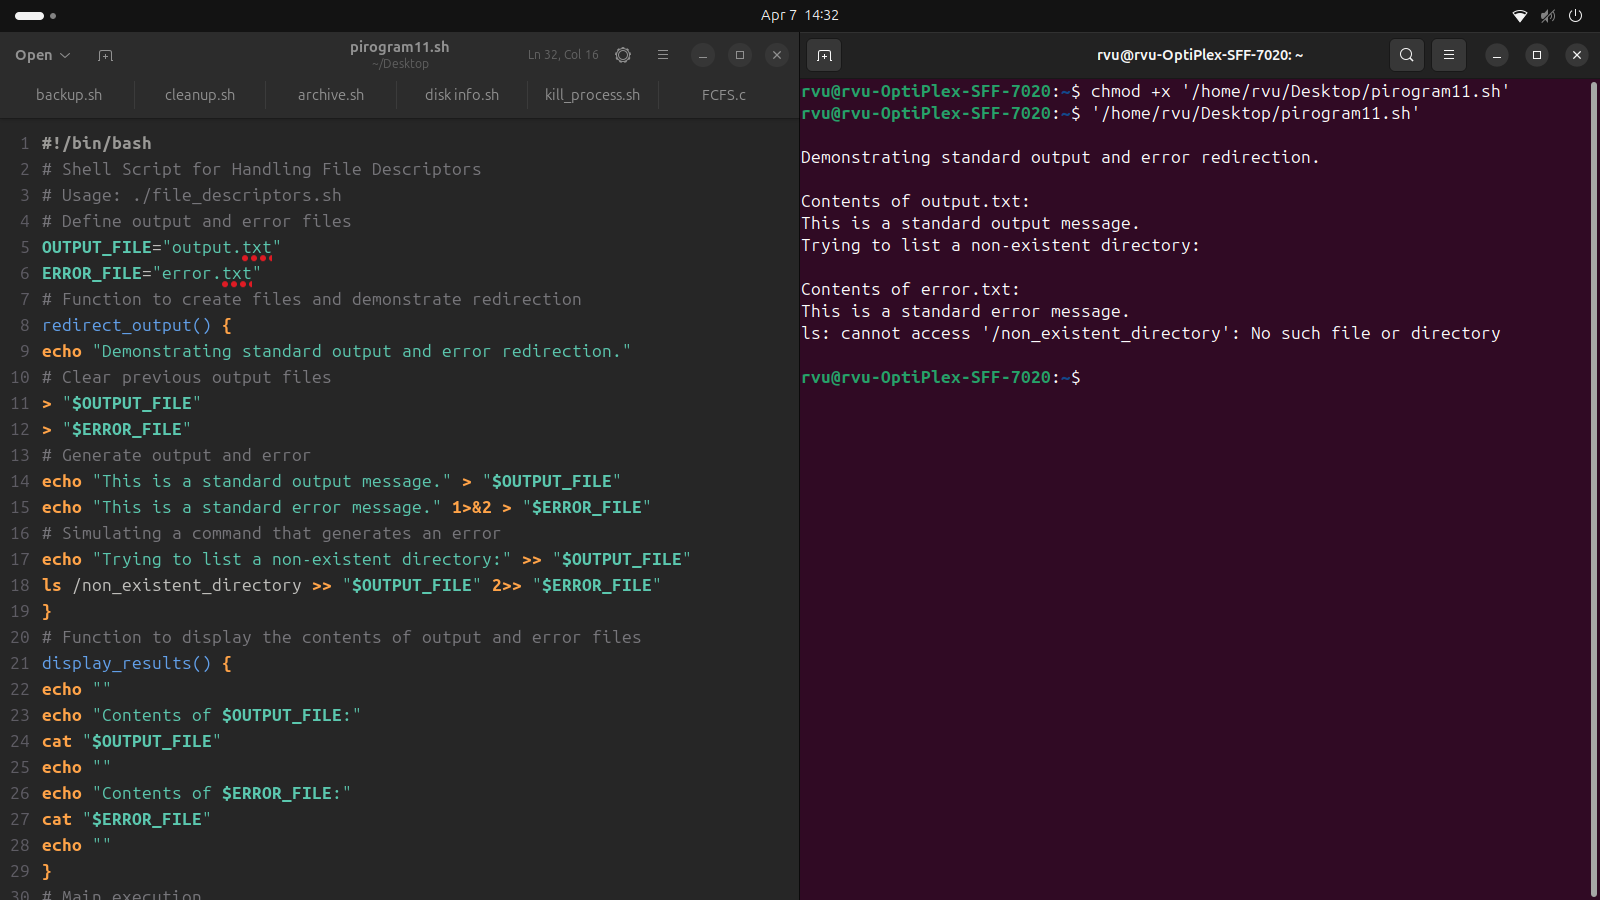 Apr 7 14:32
Open
pirogram11.sh
~/Desktop
Ln 32, Col 16
backup.sh
cleanup.sh
archive.sh
disk info.sh
kill_process.sh
FCFS.c
1 #!/bin/bash
2 # Shell Script for Handling File Descriptors
3 # Usage: ./file_descriptors.sh
4 # Define output and error files
5 OUTPUT_FILE="output.txt"
6 ERROR_FILE="error.txt"
7 # Function to create files and demonstrate redirection
8 redirect_output() {
9 echo "Demonstrating standard output and error redirection."
10 # Clear previous output files
11 > "$OUTPUT_FILE"
12 > "$ERROR_FILE"
13 # Generate output and error
14 echo "This is a standard output message." > "$OUTPUT_FILE"
15 echo "This is a standard error message." 1>&2 > "$ERROR_FILE"
16 # Simulating a command that generates an error
17 echo "Trying to list a non-existent directory:" >> "$OUTPUT_FILE"
18 ls /non_existent_directory >> "$OUTPUT_FILE" 2>> "$ERROR_FILE"
19 }
20 # Function to display the contents of output and error files
21 display_results() {
22 echo ""
23 echo "Contents of $OUTPUT_FILE:"
24 cat "$OUTPUT_FILE"
25 echo ""
26 echo "Contents of $ERROR_FILE:"
27 cat "$ERROR_FILE"
28 echo ""
29 }
30 # Main execution
rvu@rvu-OptiPlex-SFF-7020: ~
rvu@rvu-OptiPlex-SFF-7020:~$ chmod +x '/home/rvu/Desktop/pirogram11.sh'
rvu@rvu-OptiPlex-SFF-7020:~$ '/home/rvu/Desktop/pirogram11.sh'
Demonstrating standard output and error redirection.
Contents of output.txt:
This is a standard output message.
Trying to list a non-existent directory:
Contents of error.txt:
This is a standard error message.
ls: cannot access '/non_existent_directory': No such file or directory
rvu@rvu-OptiPlex-SFF-7020:~$